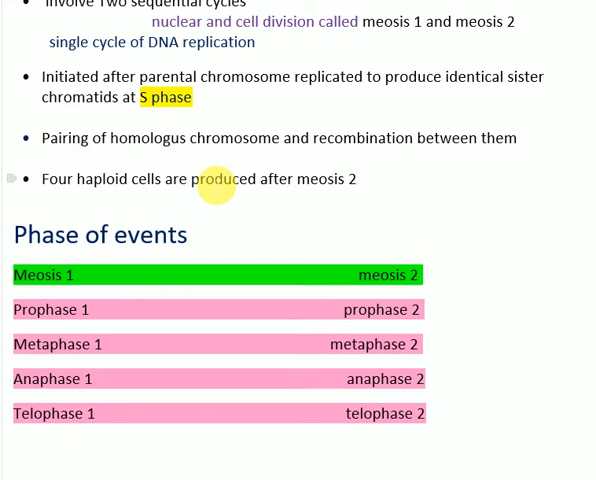 Involve Two sequential cycles
nuclear and cell division called meosis 1 and meosis 2
single cycle of DNA replication
• Initiated after parental chromosome replicated to produce identical sister
chromatids at S phase
• Pairing of homologus chromosome and recombination between them
• Four haploid cells are produced after meosis 2
Phase of events
Meosis 1 meosis 2
Prophase 1 prophase 2
Metaphase 1 metaphase 2
Anaphase 1 anaphase 2
Telophase 1 telophase 2